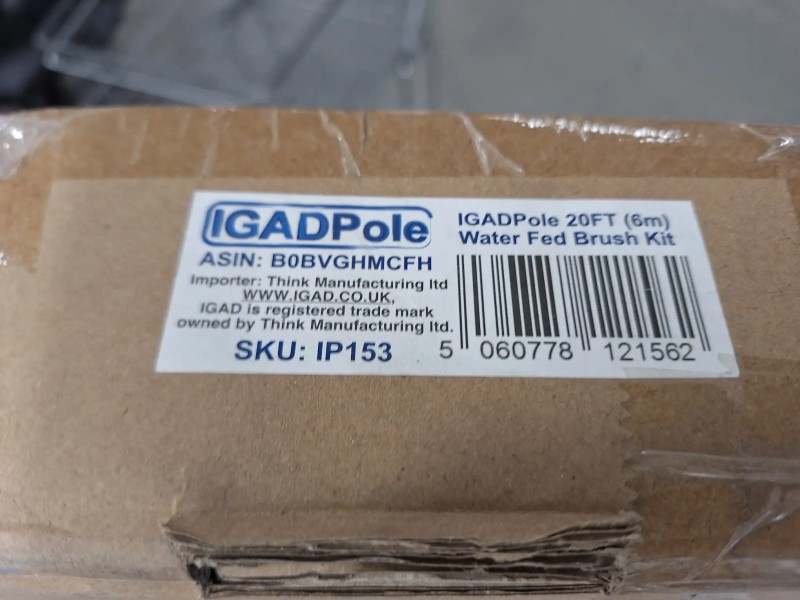 IGADPole
ASIN: B0BVGHMCFH
Importer: Think Manufacturing ltd
WWW.IGAD.CO.UK,
IGAD is registered trade mark
owned by Think Manufacturing ltd.
SKU: IP153
IGADPole 20FT (6m)
Water Fed Brush Kit
5 060778 121562